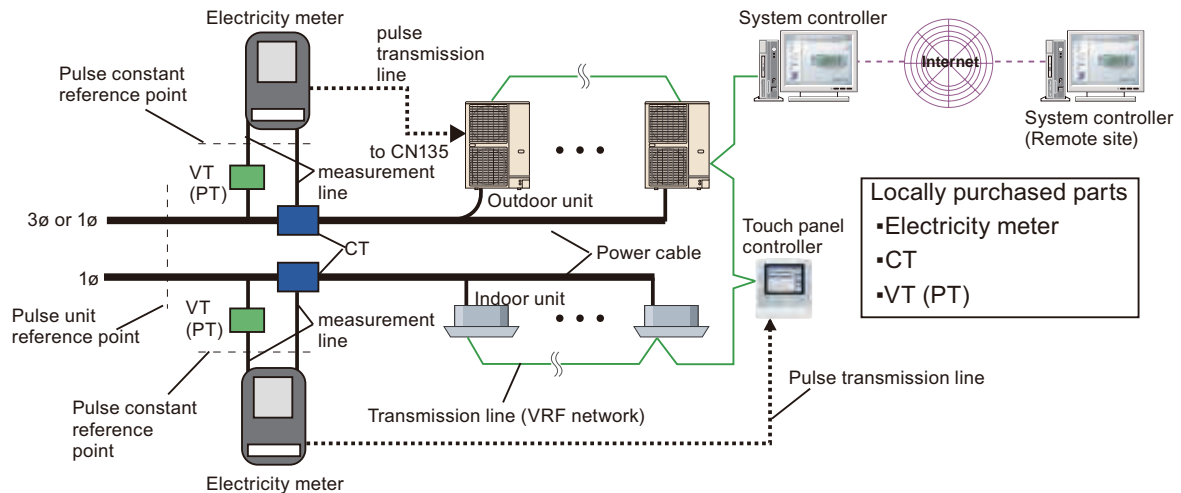 Electricity meter
pulse
transmission
line
System controller
Internet
System controller
(Remote site)
Pulse constant
reference point
to CN135
VT
(PT)
measurement
line
Outdoor unit
3ø or 1ø
CT
Power cable
Touch panel
controller
Locally purchased parts
▪Electricity meter
▪CT
▪VT (PT)
1ø
Indoor unit
VT
(PT)
measurement
line
Pulse unit
reference point
Pulse constant
reference
point
Transmission line (VRF network)
Pulse transmission line
Electricity meter